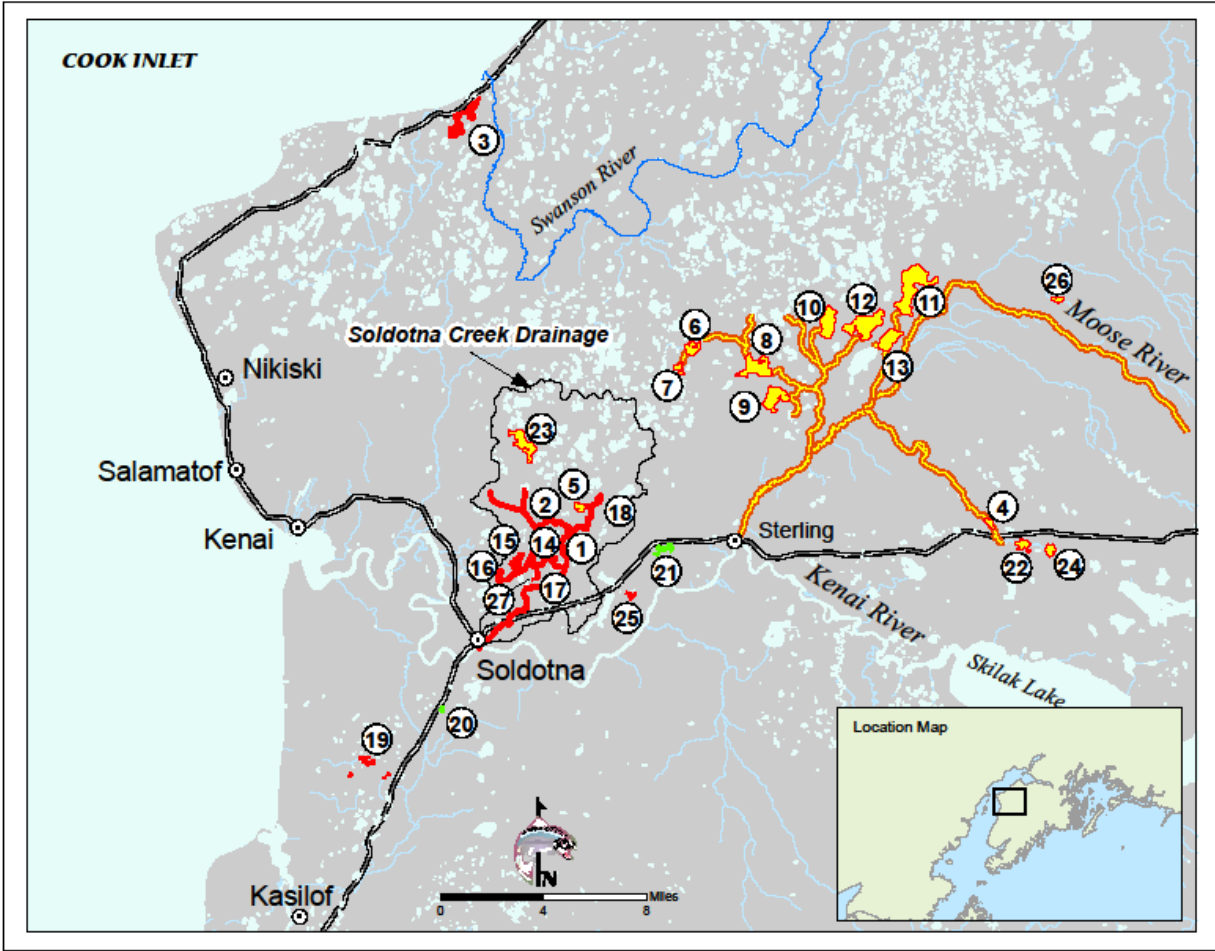 COOK INLET
3
Swanson River
26
10
12
11
6
Soldotna Creek Drainage
8
Moose River
Nikiski
7
13
9
23
Salamatof
5
2
18
4
Kenai
Sterling
15
14
1
16
21
22
24
17
27
25
Kenai River
Soldotna
Skilak Lake
20
Location Map
19
N
Miles
Kasilof
0
4
8